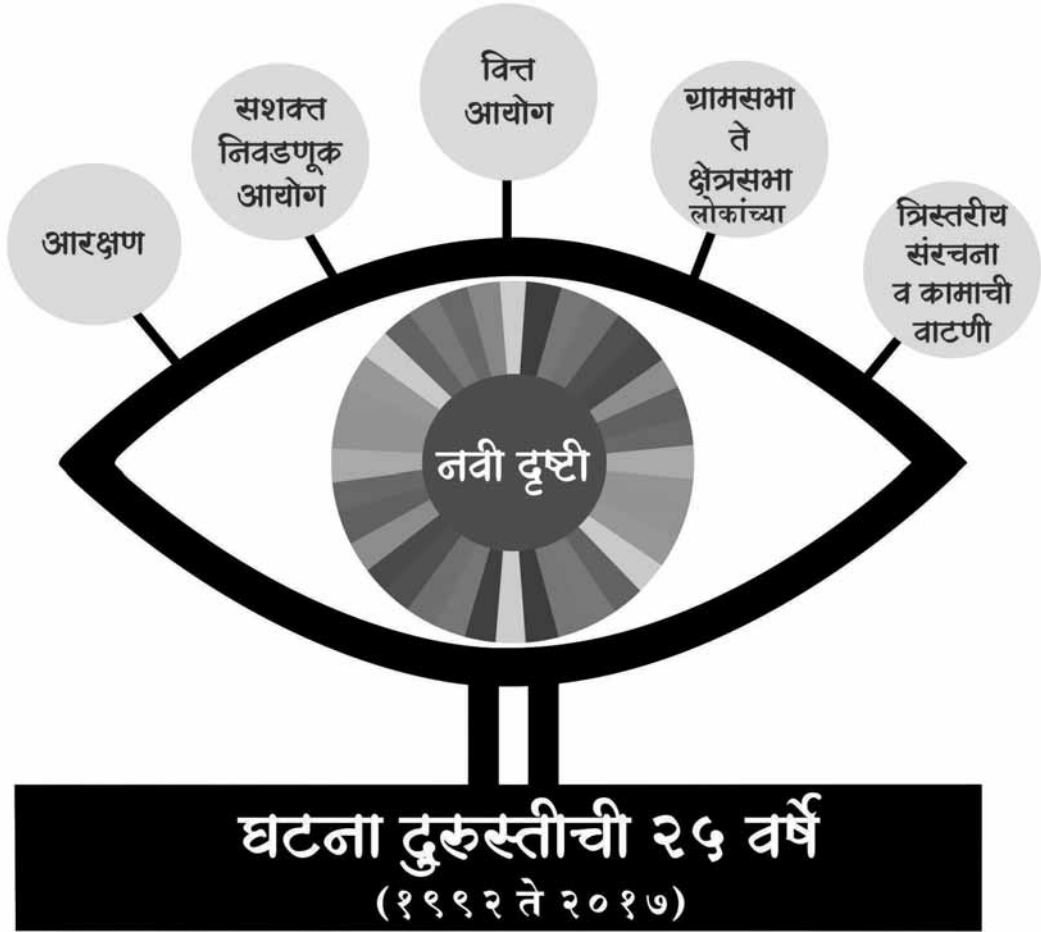 आरक्षण
सशक्त
निवडणूक
आयोग
वित्त
आयोग
ग्रामसभा
ते
क्षेत्रसभा
लोकांच्या
त्रिस्तरीय
संरचना
व कामाची
वाटणी
नवी दृष्टी
घटना दुरुस्तीची २५ वर्षे
(१९९२ ते २०१७)